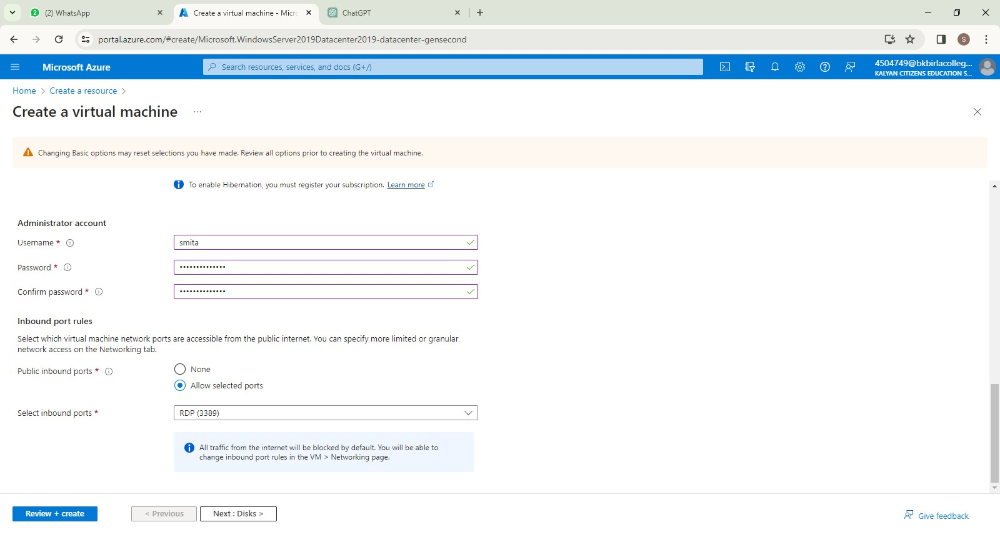 (2) WhatsApp
Create a virtual machine - Micro
ChatGPT
portal.azure.com/#create/Microsoft.WindowsServer2019Datacenter2019-datacenter-gensecond
S
Microsoft Azure
Search resources, services, and docs (G+/)
4504749@bkbirlacolleg...
KALYAN CITIZENS EDUCATION S...
Home > Create a resource >
Create a virtual machine ...
Changing Basic options may reset selections you have made. Review all options prior to creating the virtual machine.
To enable Hibernation, you must register your subscription. Learn more
Administrator account
Username *
smita
Password *
••••••••••••••
Confirm password *
••••••••••••••
Inbound port rules
Select which virtual machine network ports are accessible from the public internet. You can specify more limited or granular
network access on the Networking tab.
Public inbound ports *
None
Allow selected ports
Select inbound ports *
RDP (3389)
All traffic from the internet will be blocked by default. You will be able to
change inbound port rules in the VM > Networking page.
Review + create
< Previous
Next : Disks >
Give feedback